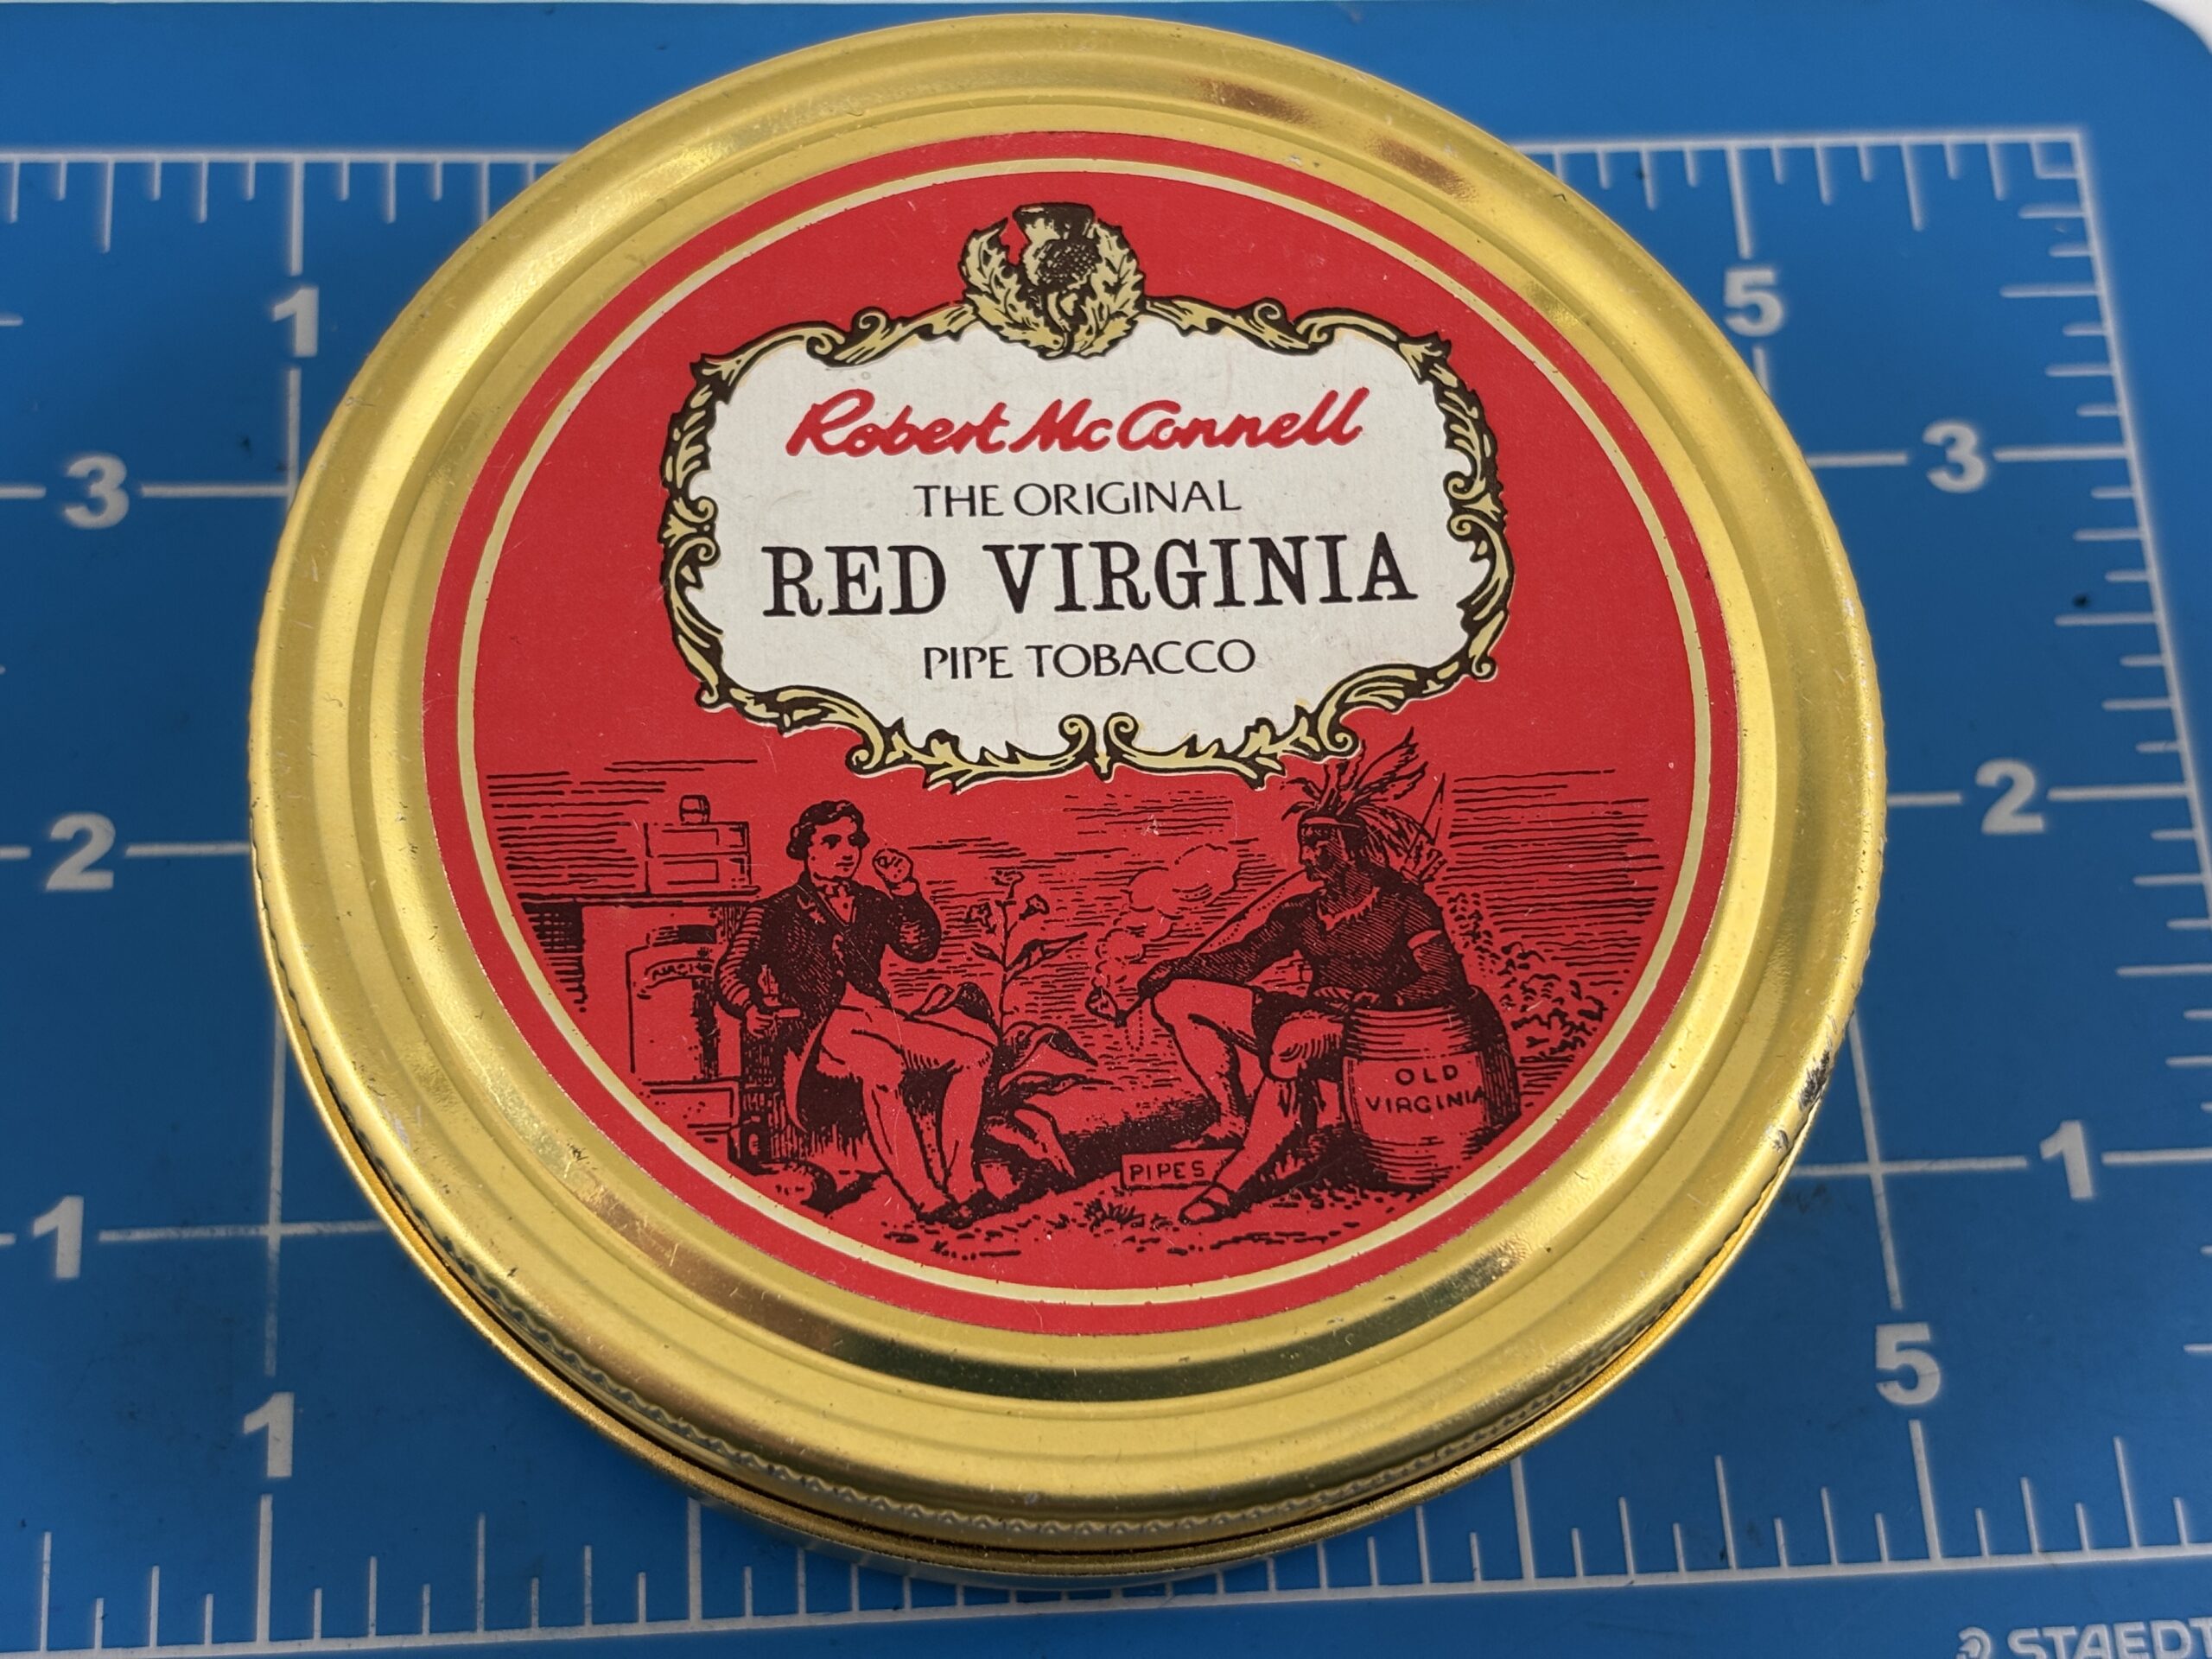 1
5
3
3
Robert McConnell
THE ORIGINAL
RED VIRGINIA
PIPE TOBACCO
2
2
OLD
VIRGINIA
PIPES
1
1
1
5